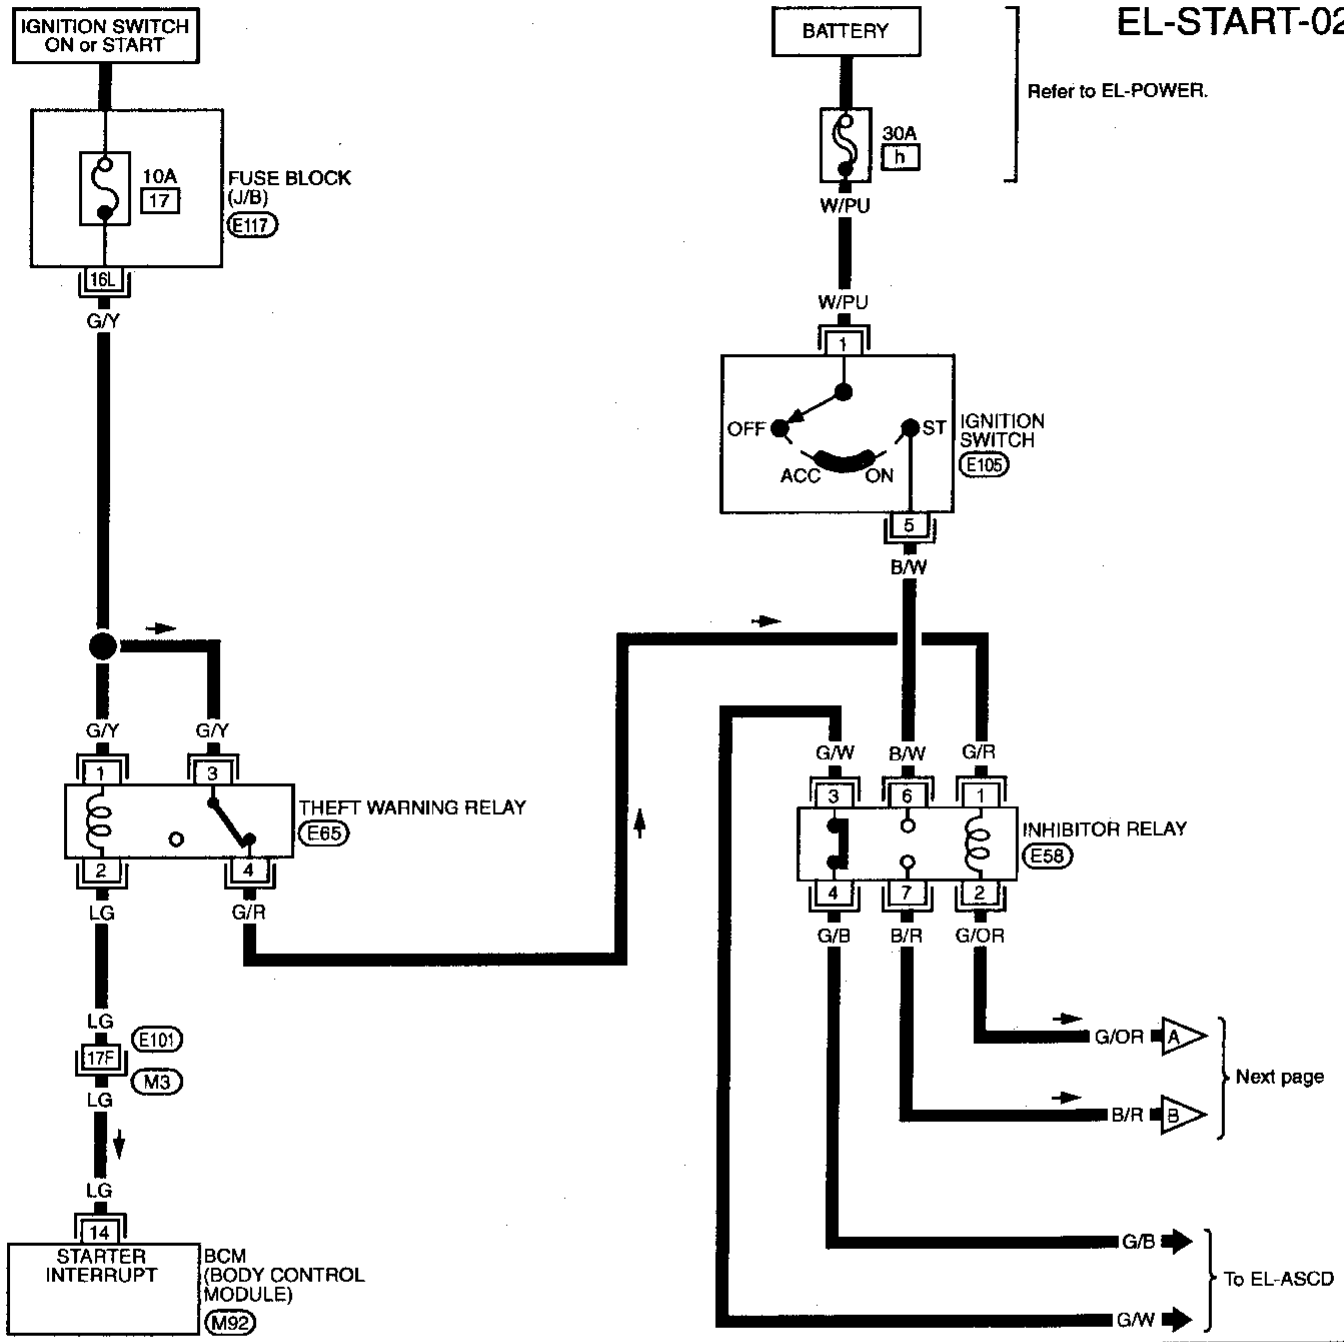 EL-START-02
IGNITION SWITCH
ON or START
BATTERY
Refer to EL-POWER.
10A
17
FUSE BLOCK
(J/B)
E117
30A
h
W/PU
16L
G/Y
W/PU
1
OFF
ST
ACC
ON
IGNITION
SWITCH
E105
5
B/W
G/Y
G/Y
1
3
THEFT WARNING RELAY
E65
2
4
LG
G/R
G/W
B/W
G/R
3
6
1
INHIBITOR RELAY
E58
4
7
2
G/B
B/R
G/OR
LG
E101
17F
M3
LG
G/OR
A
Next page
B/R
B
LG
14
STARTER
INTERRUPT
BCM
(BODY CONTROL
MODULE)
M92
G/B
To EL-ASCD
G/W